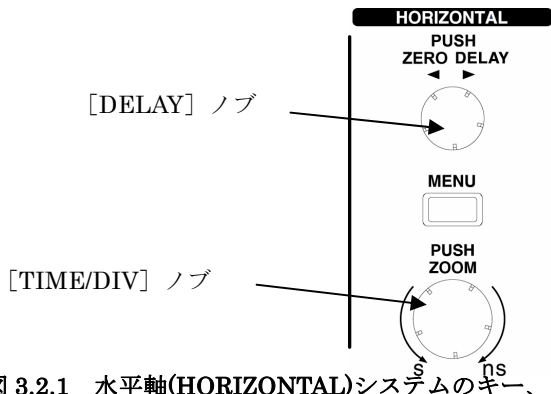 HORIZONTAL
PUSH
ZERO DELAY
◄ ►
［DELAY］ノブ
MENU
PUSH
ZOOM
［TIME/DIV］ノブ
s ns
図 3.2.1 水平軸(HORIZONTAL)システムのキー、